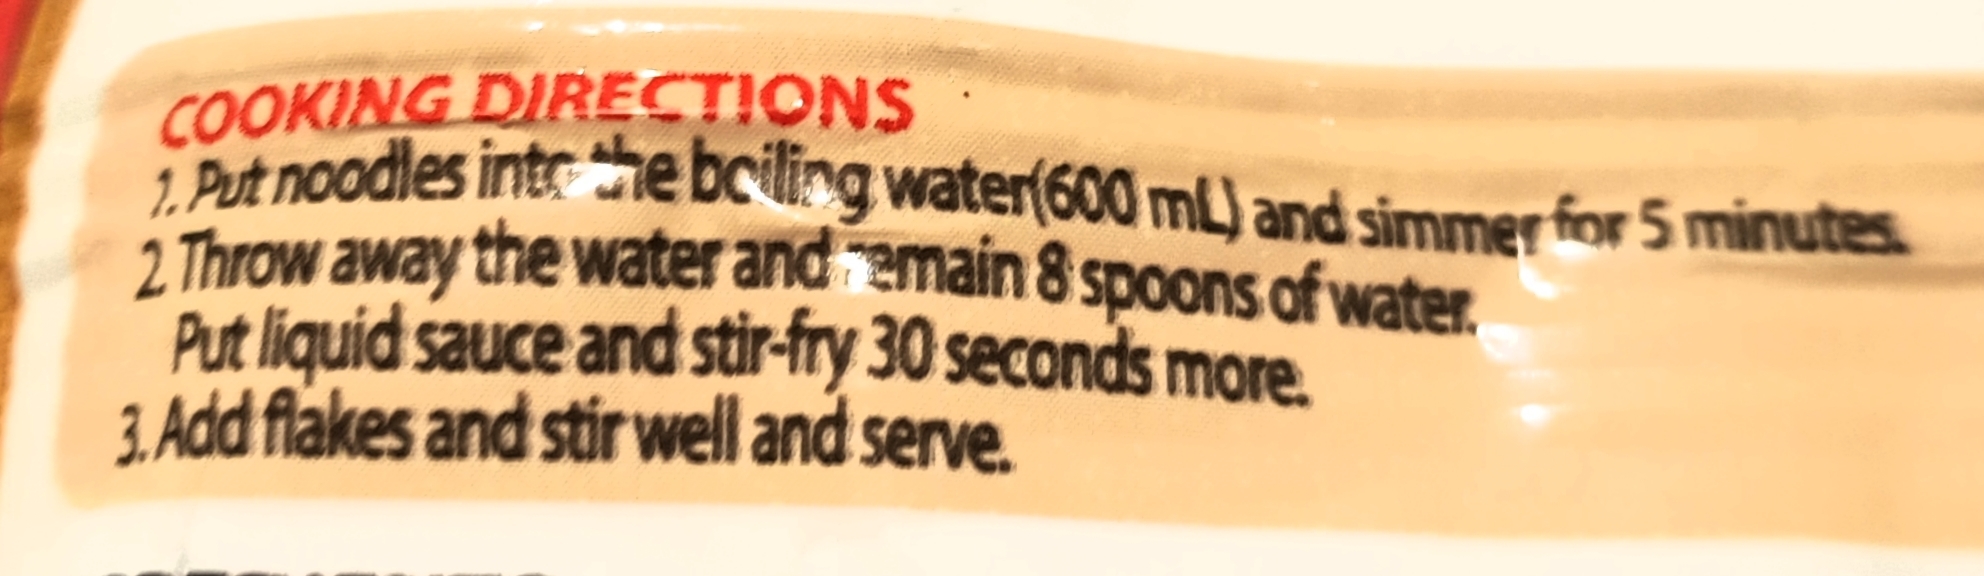 COOKING DIRECTIONS
1. Put noodles into the boiling water(600 mL) and simmer for 5 minutes.
2. Throw away the water and remain 8 spoons of water.
Put liquid sauce and stir-fry 30 seconds more.
3. Add flakes and stir well and serve.